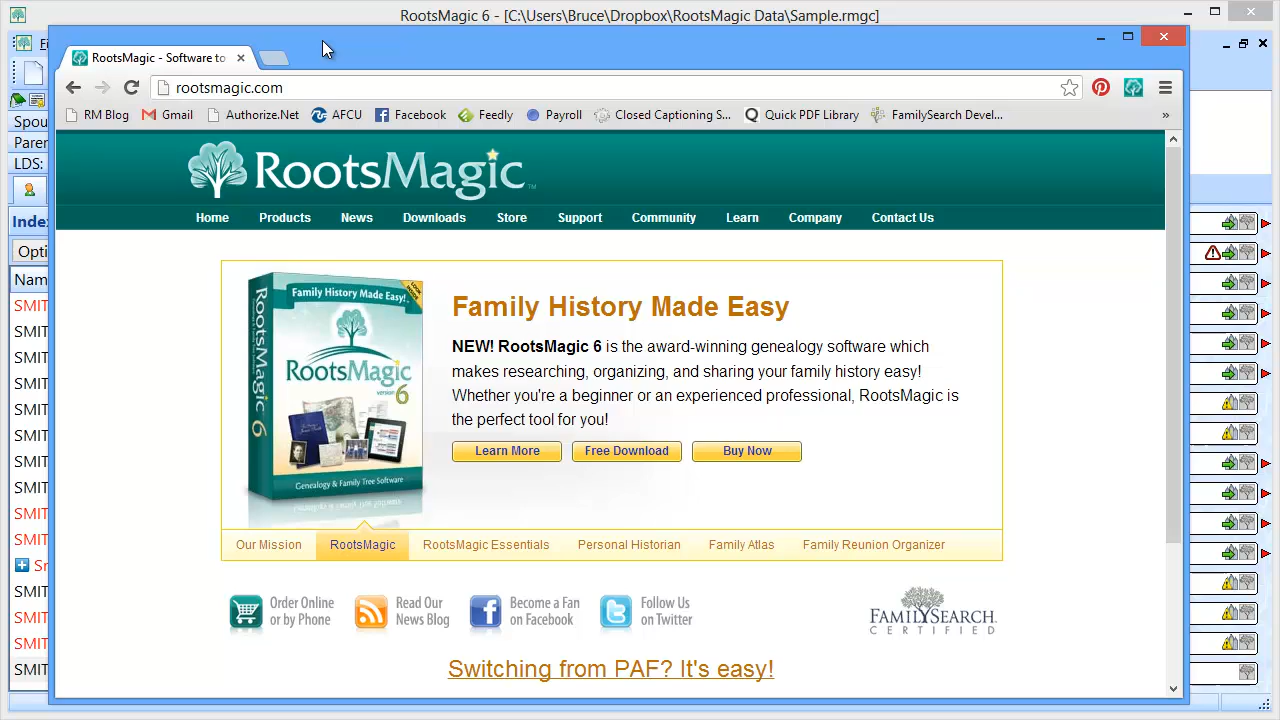 RootsMagic 6 - [C:\Users\Bruce\Dropbox\RootsMagic Data\Sample.rmgc]
RootsMagic - Software to
rootsmagic.com
RM Blog Gmail Authorize.Net AFCU Facebook Feedly Payroll Closed Captioning S... Quick PDF Library FamilySearch Devel... »
Spou
Paren
LDS:
Index
Opti
Nam
SMIT
SMIT
SMIT
SMIT
SMIT
SMIT
SMIT
SMIT
SMIT
SMIT
Sr
SMIT
SMIT
SMIT
SMIT
RootsMagic™
Home Products News Downloads Store Support Community Learn Company Contact Us
Family History Made Easy!
RootsMagic
version 6
RootsMagic 6
Genealogy & Family Tree Software
Family History Made Easy
NEW! RootsMagic 6 is the award-winning genealogy software which
makes researching, organizing, and sharing your family history easy!
Whether you're a beginner or an experienced professional, RootsMagic is
the perfect tool for you!
Learn More Free Download Buy Now
Our Mission RootsMagic RootsMagic Essentials Personal Historian Family Atlas Family Reunion Organizer
Order Online
or by Phone
Read Our
News Blog
Become a Fan
on Facebook
Follow Us
on Twitter
FAMILYSEARCH
CERTIFIED
Switching from PAF? It's easy!